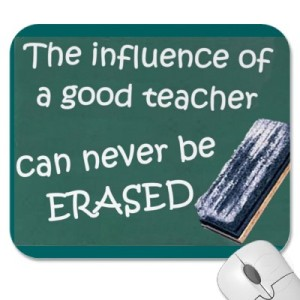 The influence of
a good teacher
can never be
ERASED